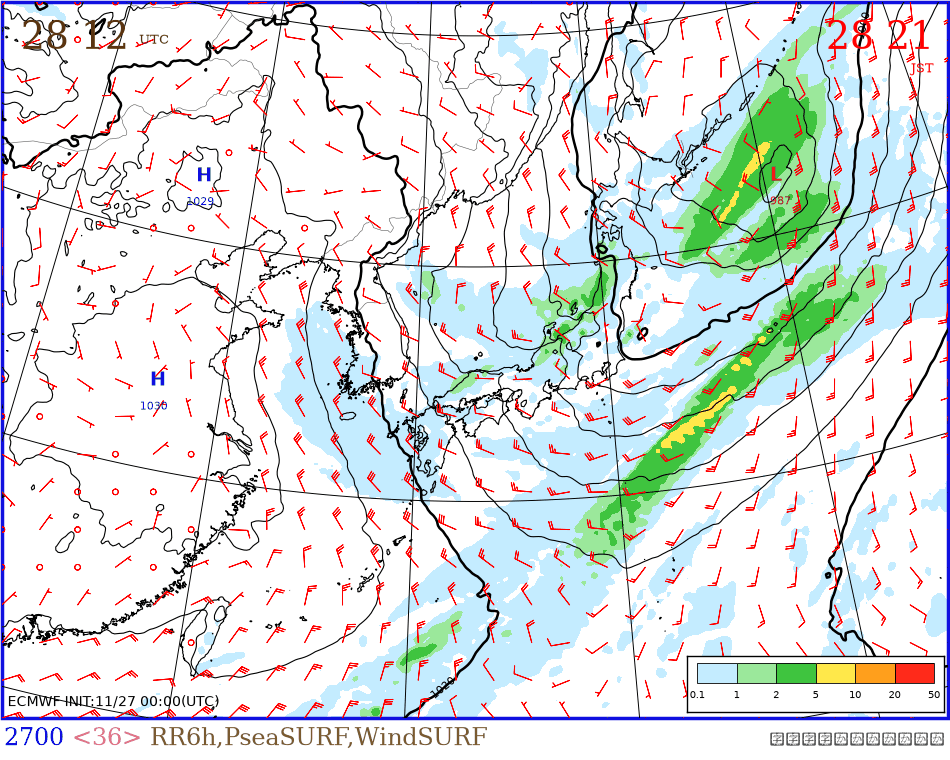 28 12 UTC
28 21
JST
H
1029
L
987
H
1030
1020
0.1 1 2 5 10 20 50
ECMWF INIT:11/27 00:00(UTC)
2700 <36> RR6h,PseaSURF,WindSURF